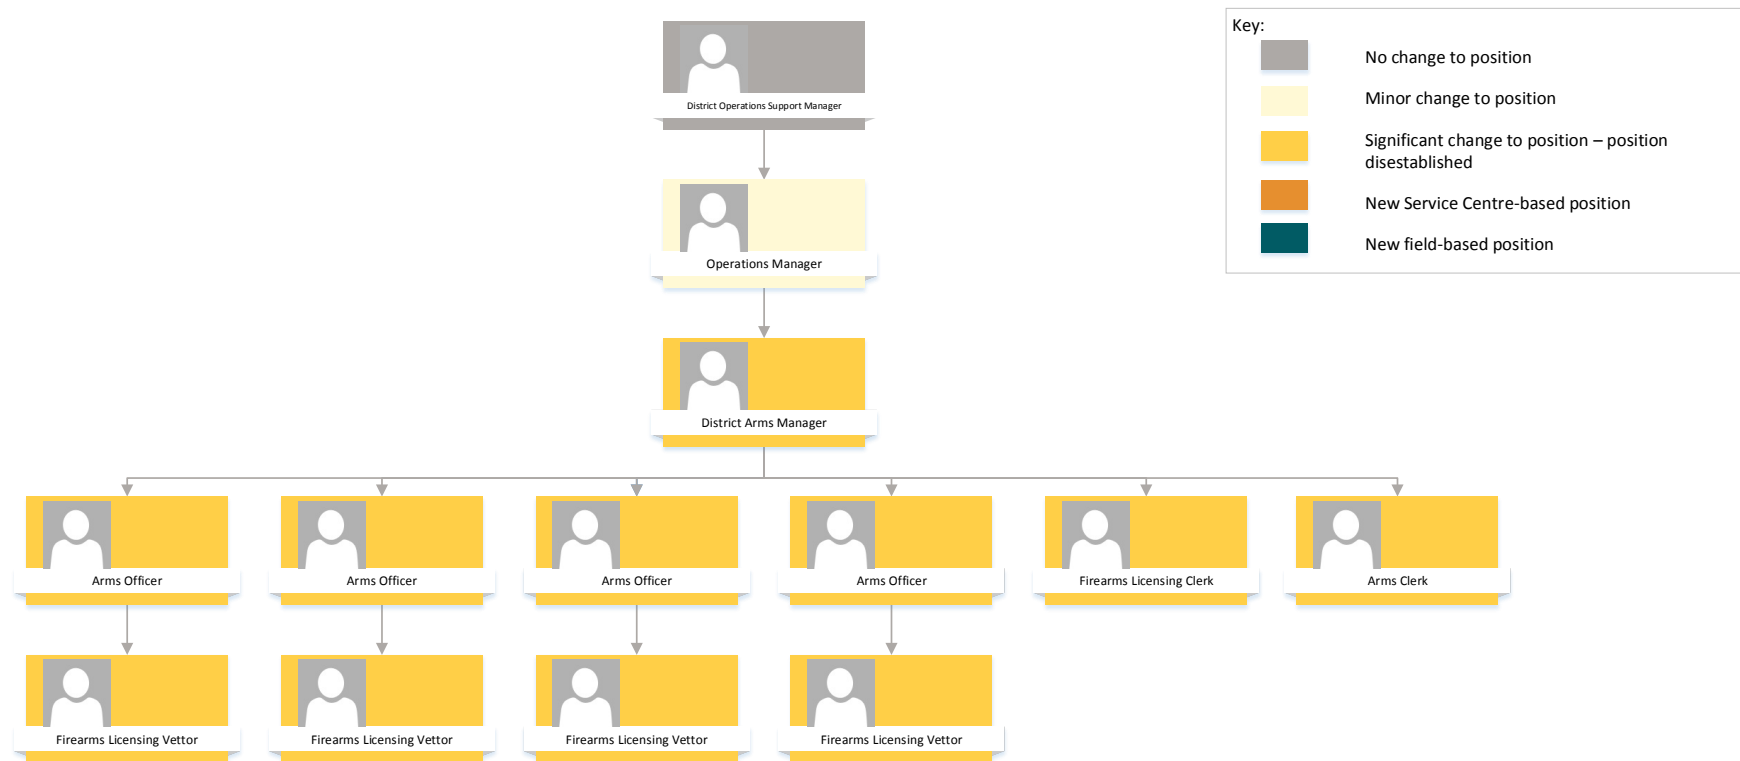 District Operations Support Manager
Key:
No change to position
Minor change to position
Significant change to position – position
disestablished
New Service Centre-based position
New field-based position
Operations Manager
District Arms Manager
Arms Officer
Arms Officer
Arms Officer
Arms Officer
Firearms Licensing Clerk
Arms Clerk
Firearms Licensing Vettor
Firearms Licensing Vettor
Firearms Licensing Vettor
Firearms Licensing Vettor